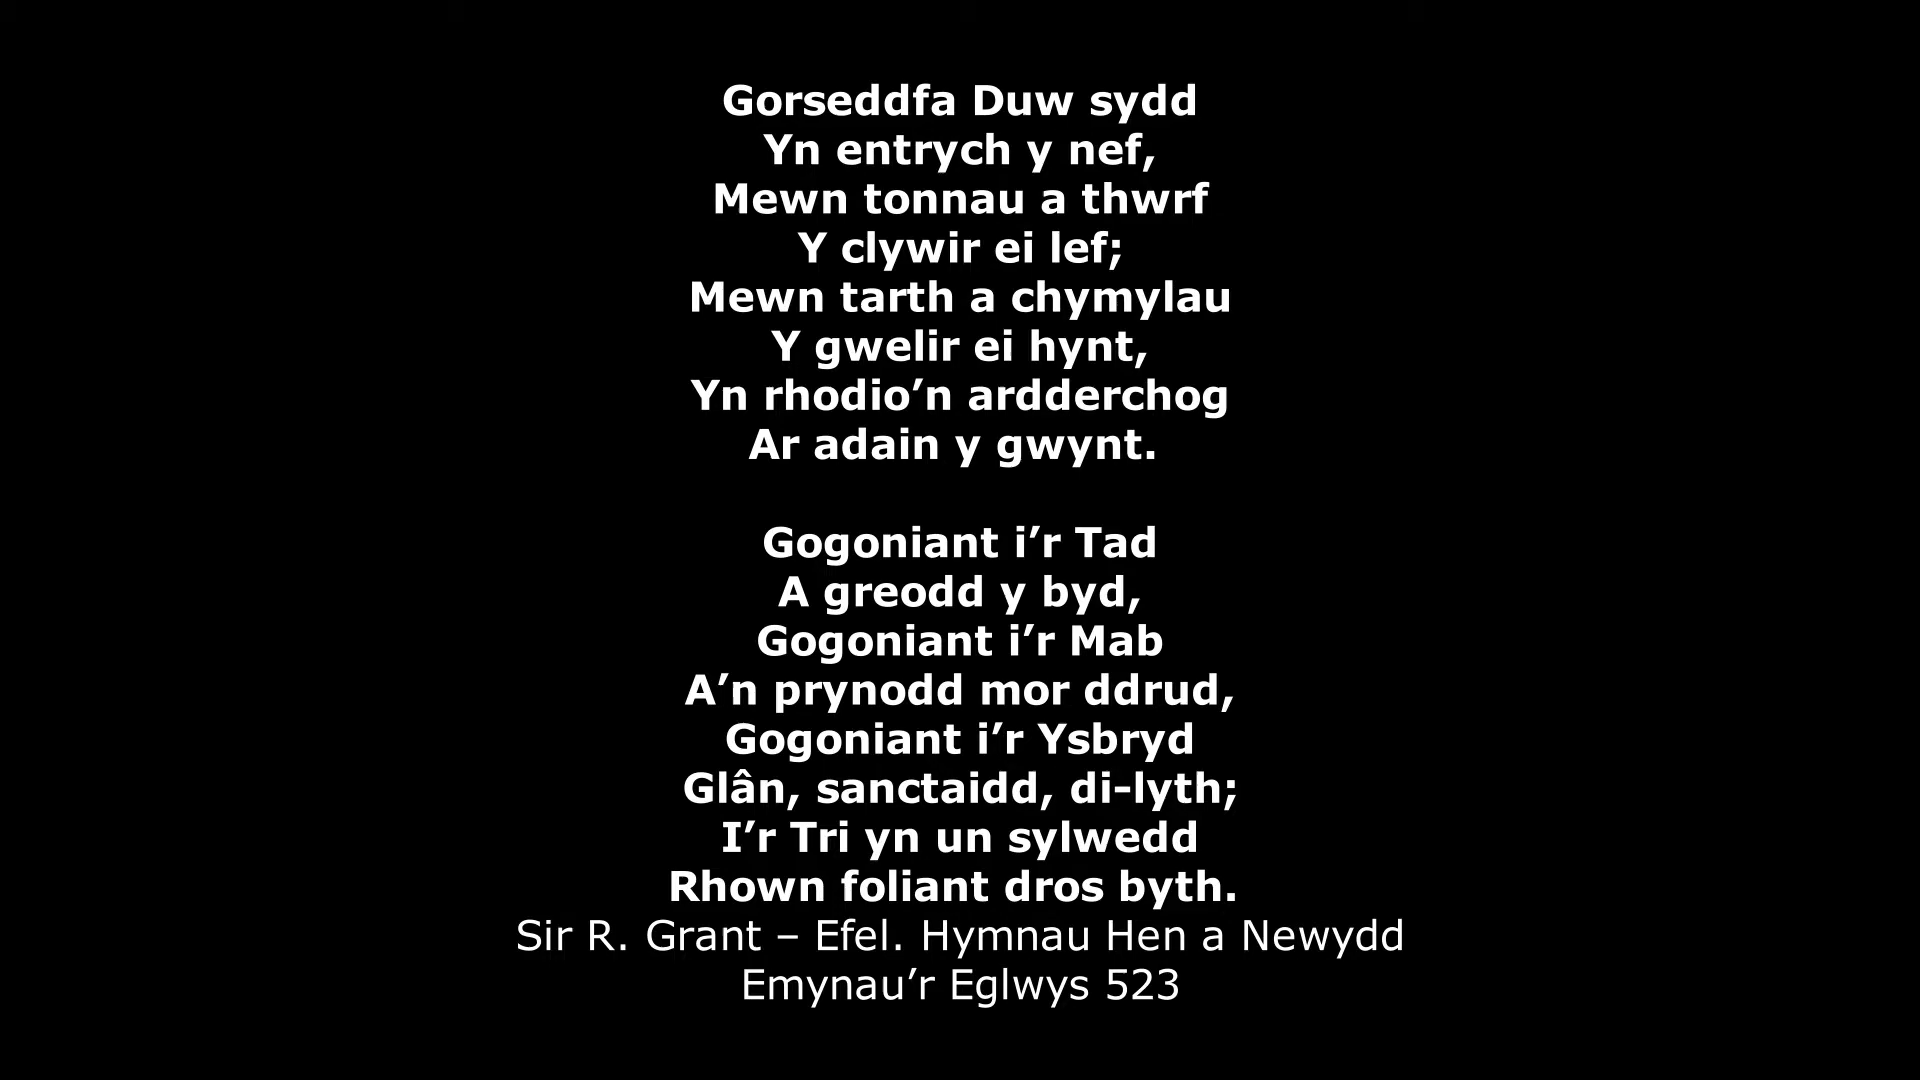 Gorseddfa Duw sydd
Yn entrych y nef,
Mewn tonnau a thwrf
Y clywir ei lef;
Mewn tarth a chymylau
Y gwelir ei hynt,
Yn rhodio’n ardderchog
Ar adain y gwynt.
Gogoniant i’r Tad
A greodd y byd,
Gogoniant i’r Mab
A’n prynodd mor ddrud,
Gogoniant i’r Ysbryd
Glân, sanctaidd, di-lyth;
I’r Tri yn un sylwedd
Rhown foliant dros byth.
Sir R. Grant – Efel. Hymnau Hen a Newydd
Emynau’r Eglwys 523